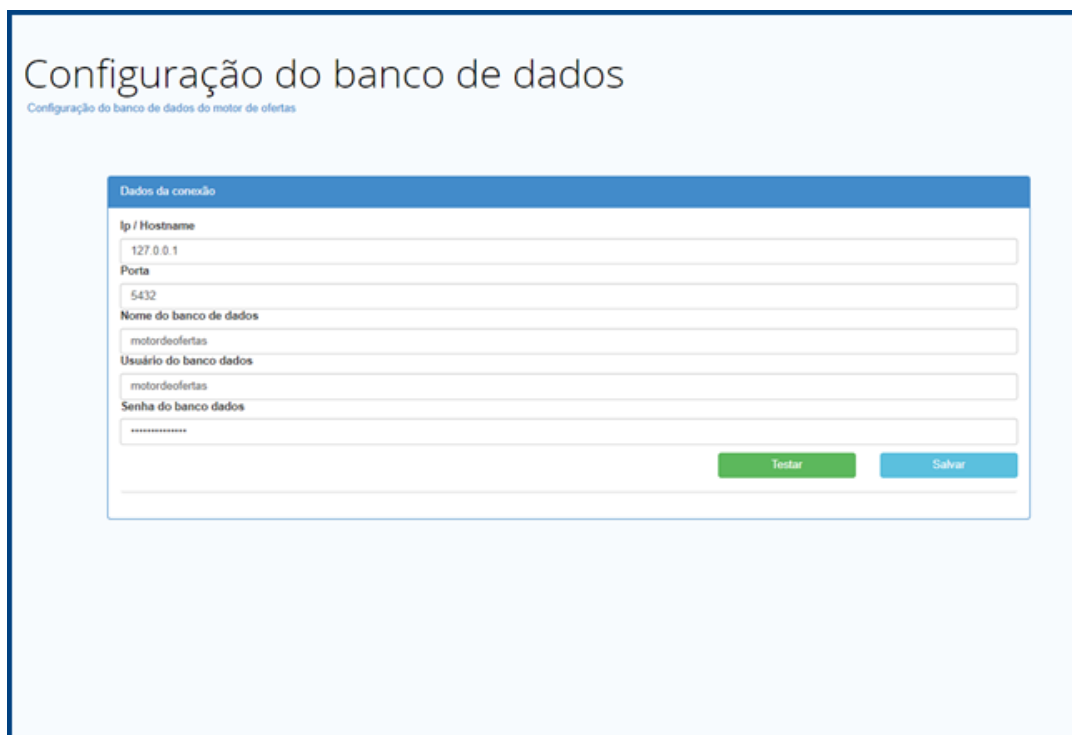 Configuração do banco de dados
Configuração do banco de dados do motor de ofertas
Dados da conexão
Ip / Hostname
127.0.0.1
Porta
5432
Nome do banco de dados
motordeofertas
Usuário do banco dados
motordeofertas
Senha do banco dados
••••••••••••••
Testar
Salvar